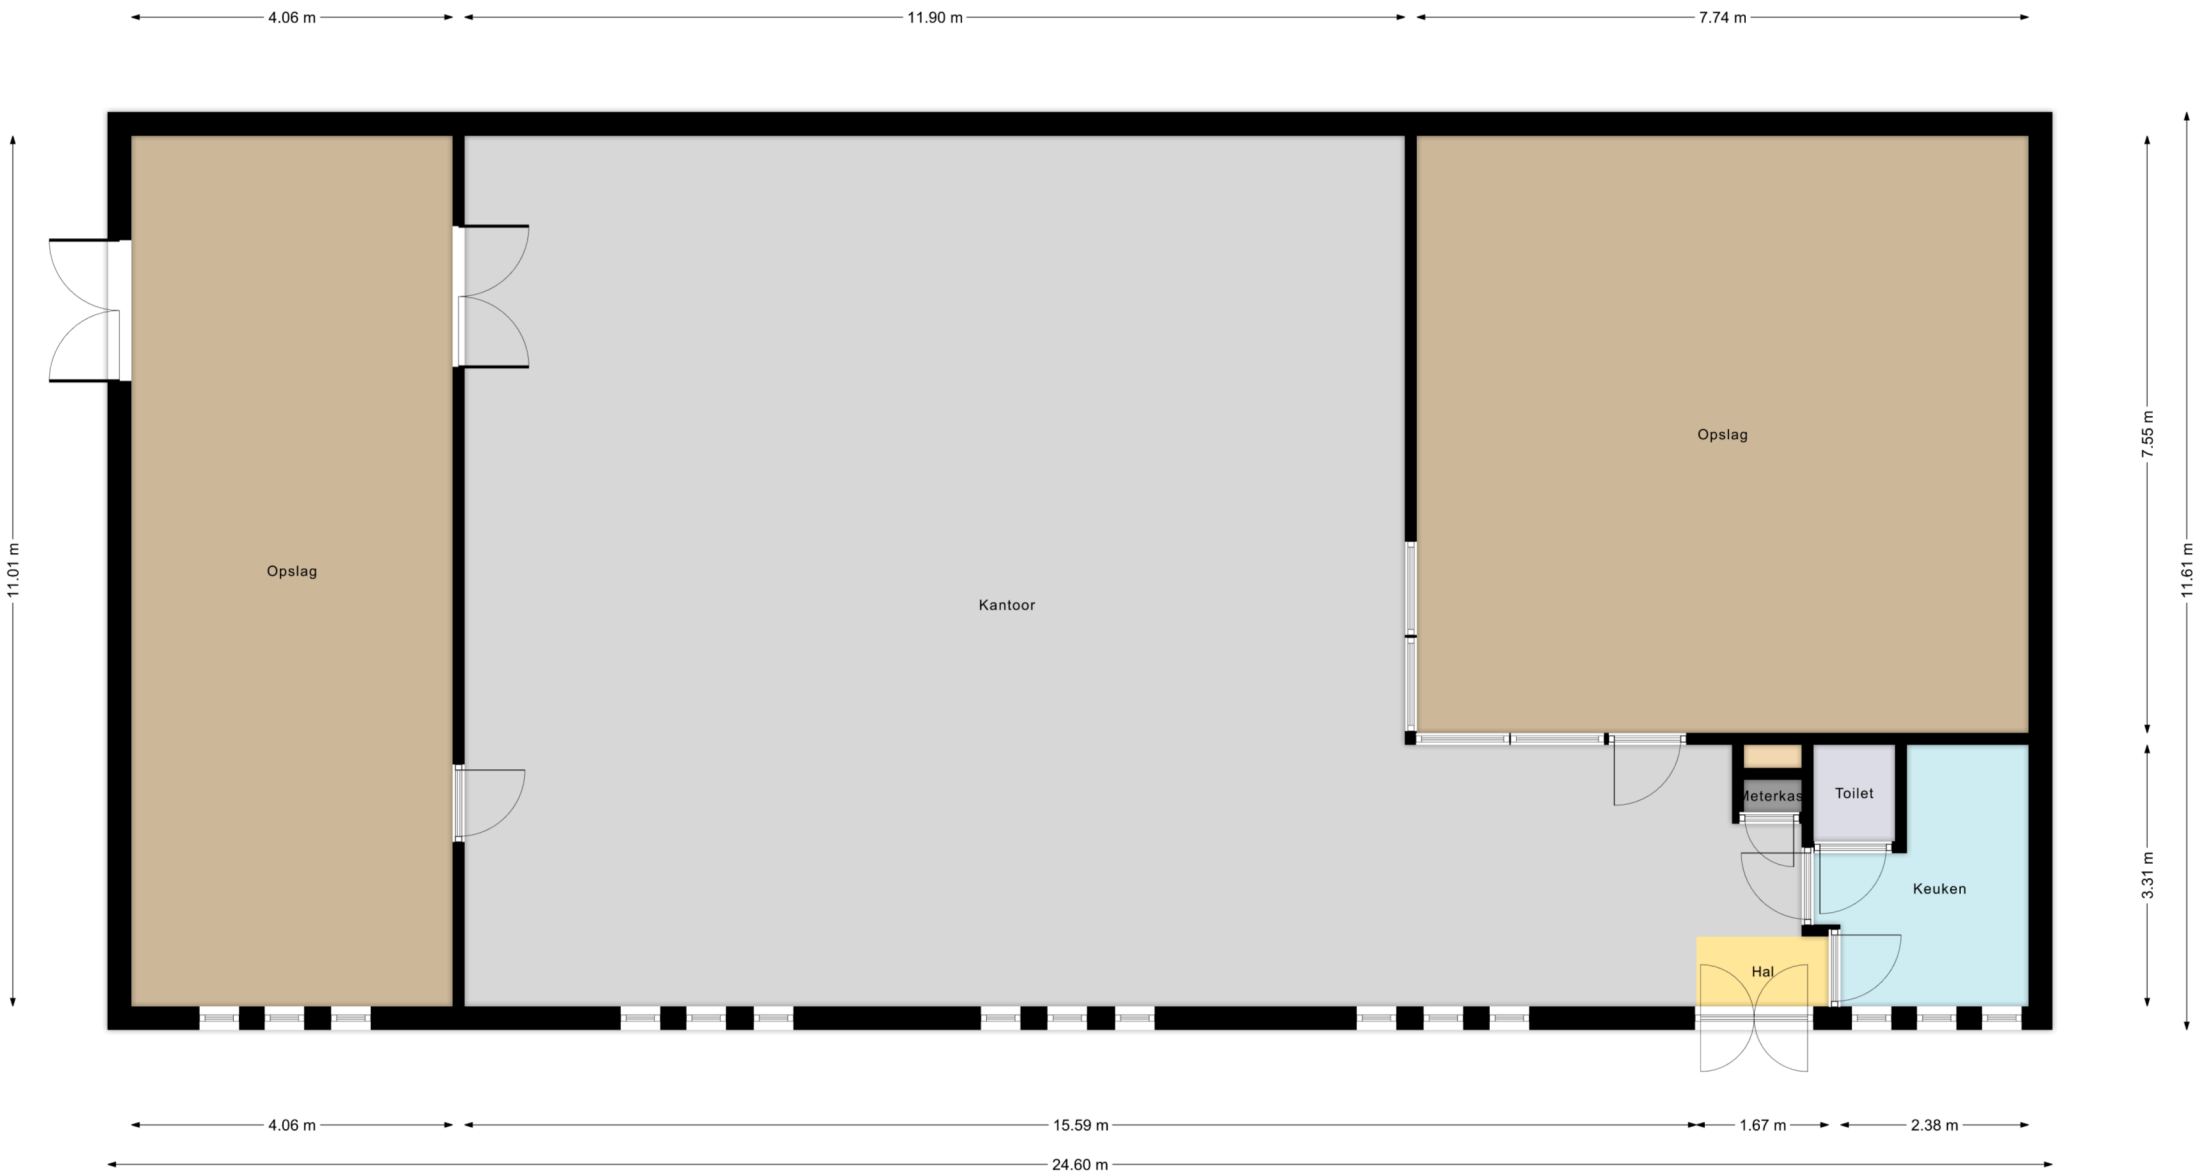 4.06 m
11.90 m
7.74 m
11.01 m
7.55 m
11.61 m
Opslag
Opslag
Kantoor
Meterkas
Toilet
Keuken
3.31 m
Hal
4.06 m
15.59 m
1.67 m
2.38 m
24.60 m